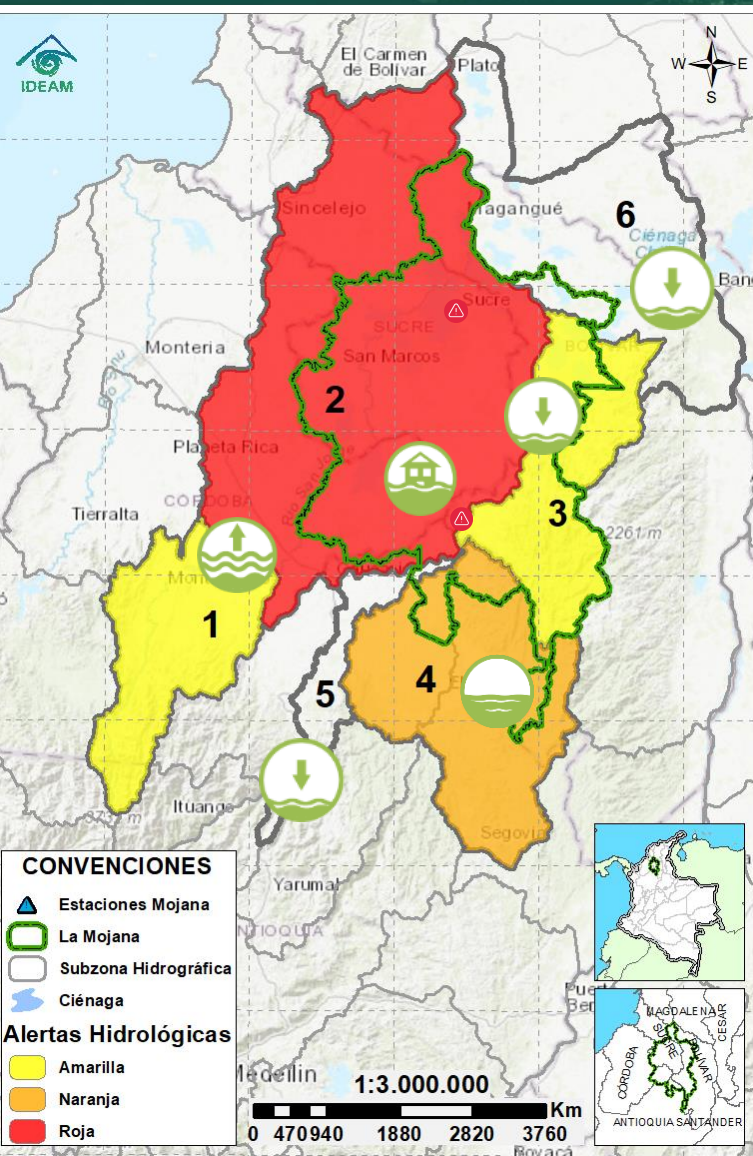 IDEAM
N
W
E
S
El Carmen
de Bolívar
Plato
Sincelejo
Magangué
6
Ciénaga
Sucre
SUCRE
San Marcos
Montería
2
Planeta Rica
CÓRDOBA
Tierralta
3
2261 m
1
4
5
Ituango
Segovia
Yarumal
ANTIOQUIA
Medellín
Boyacá
CONVENCIONES
Estaciones Mojana
La Mojana
Subzona Hidrográfica
Ciénaga
Alertas Hidrológicas
Amarilla
Naranja
Roja
1:3.000.000
Km
0 470 940 1880 2820 3760
MAGDALENA
CESAR
SUCRE
BOLÍVAR
CÓRDOBA
ANTIOQUIA
SANTANDER